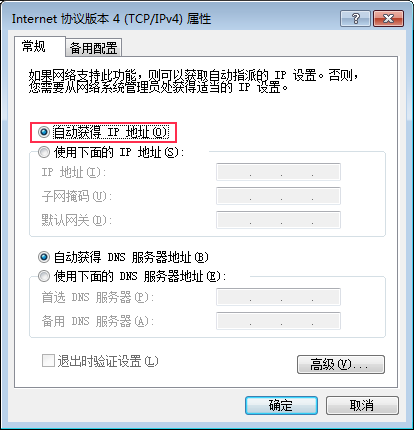 Internet 协议版本 4 (TCP/IPv4) 属性
常规 备用配置
如果网络支持此功能，则可以获取自动指派的 IP 设置。否则，
您需要从网络系统管理员处获得适当的 IP 设置。
自动获得 IP 地址(O)
使用下面的 IP 地址(S):
IP 地址(I):
子网掩码(U):
默认网关(D):
自动获得 DNS 服务器地址(B)
使用下面的 DNS 服务器地址(E):
首选 DNS 服务器(P):
备用 DNS 服务器(A):
退出时验证设置(L)
高级(V)...
确定 取消